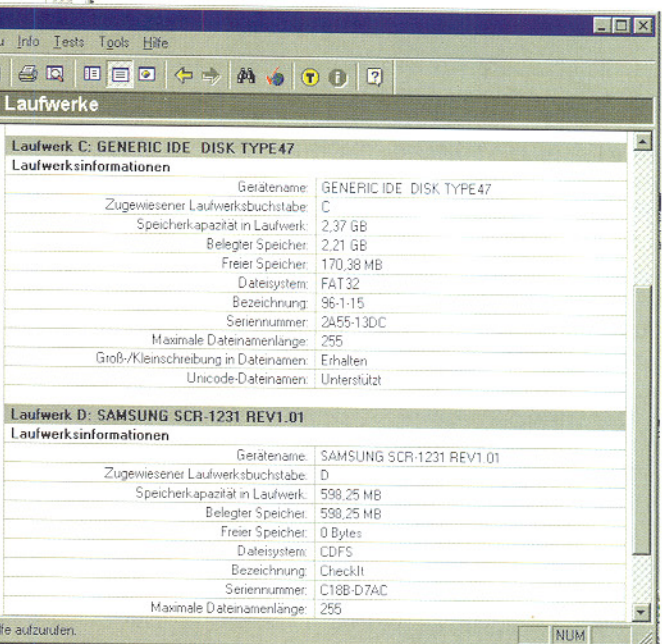 Info Tests Tools Hilfe
Laufwerke
Laufwerk C: GENERIC IDE DISK TYPE47
Laufwerksinformationen
Gerätename: GENERIC IDE DISK TYPE47
Zugewiesener Laufwerksbuchstabe: C
Speicherkapazität in Laufwerk: 2,37 GB
Belegter Speicher: 2,21 GB
Freier Speicher: 170,38 MB
Dateisystem: FAT32
Bezeichnung: 96-1-15
Seriennummer: 2A55-13DC
Maximale Dateinamenlänge: 255
Groß-/Kleinschreibung in Dateinamen: Erhalten
Unicode-Dateinamen: Unterstützt
Laufwerk D: SAMSUNG SCR-1231 REV1.01
Laufwerksinformationen
Gerätename: SAMSUNG SCR-1231 REV1.01
Zugewiesener Laufwerksbuchstabe: D
Speicherkapazität in Laufwerk: 598,25 MB
Belegter Speicher: 598,25 MB
Freier Speicher: 0 Bytes
Dateisystem: CDFS
Bezeichnung: CheckIt
Seriennummer: C18B-D7AC
Maximale Dateinamenlänge: 255
aufzurufen. NUM